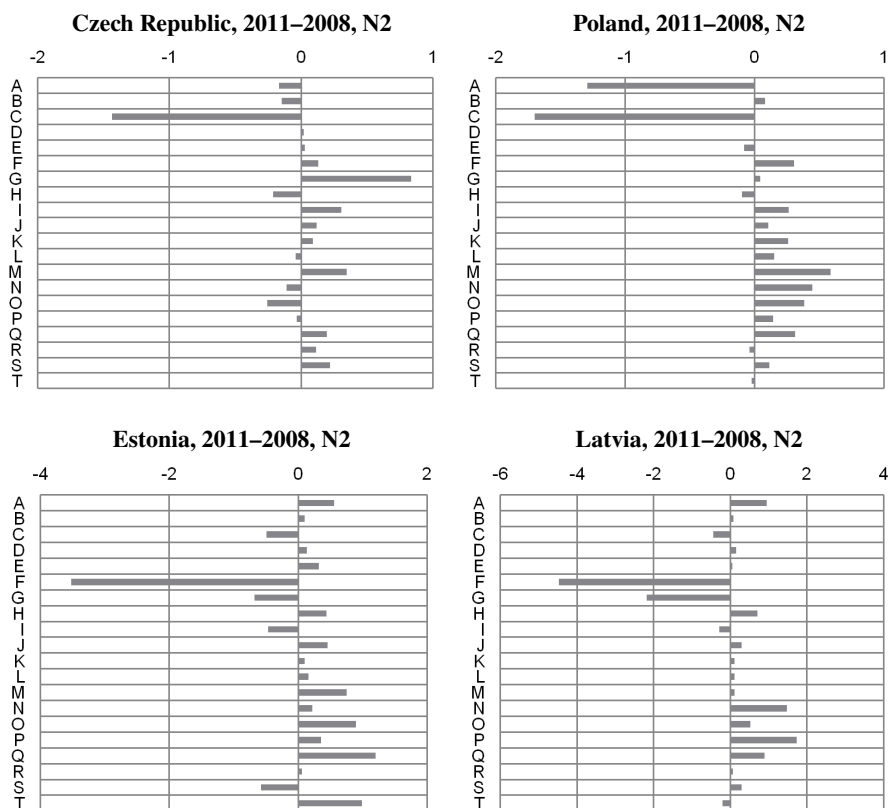 Czech Republic, 2011–2008, N2
-2 -1 0 1
A
B
C
D
E
F
G
H
I
J
K
L
M
N
O
P
Q
R
S
T
Poland, 2011–2008, N2
-2 -1 0 1
A
B
C
D
E
F
G
H
I
J
K
L
M
N
O
P
Q
R
S
T
Estonia, 2011–2008, N2
-4 -2 0 2
A
B
C
D
E
F
G
H
I
J
K
L
M
N
O
P
Q
R
S
T
Latvia, 2011–2008, N2
-6 -4 -2 0 2 4
A
B
C
D
E
F
G
H
I
J
K
L
M
N
O
P
Q
R
S
T